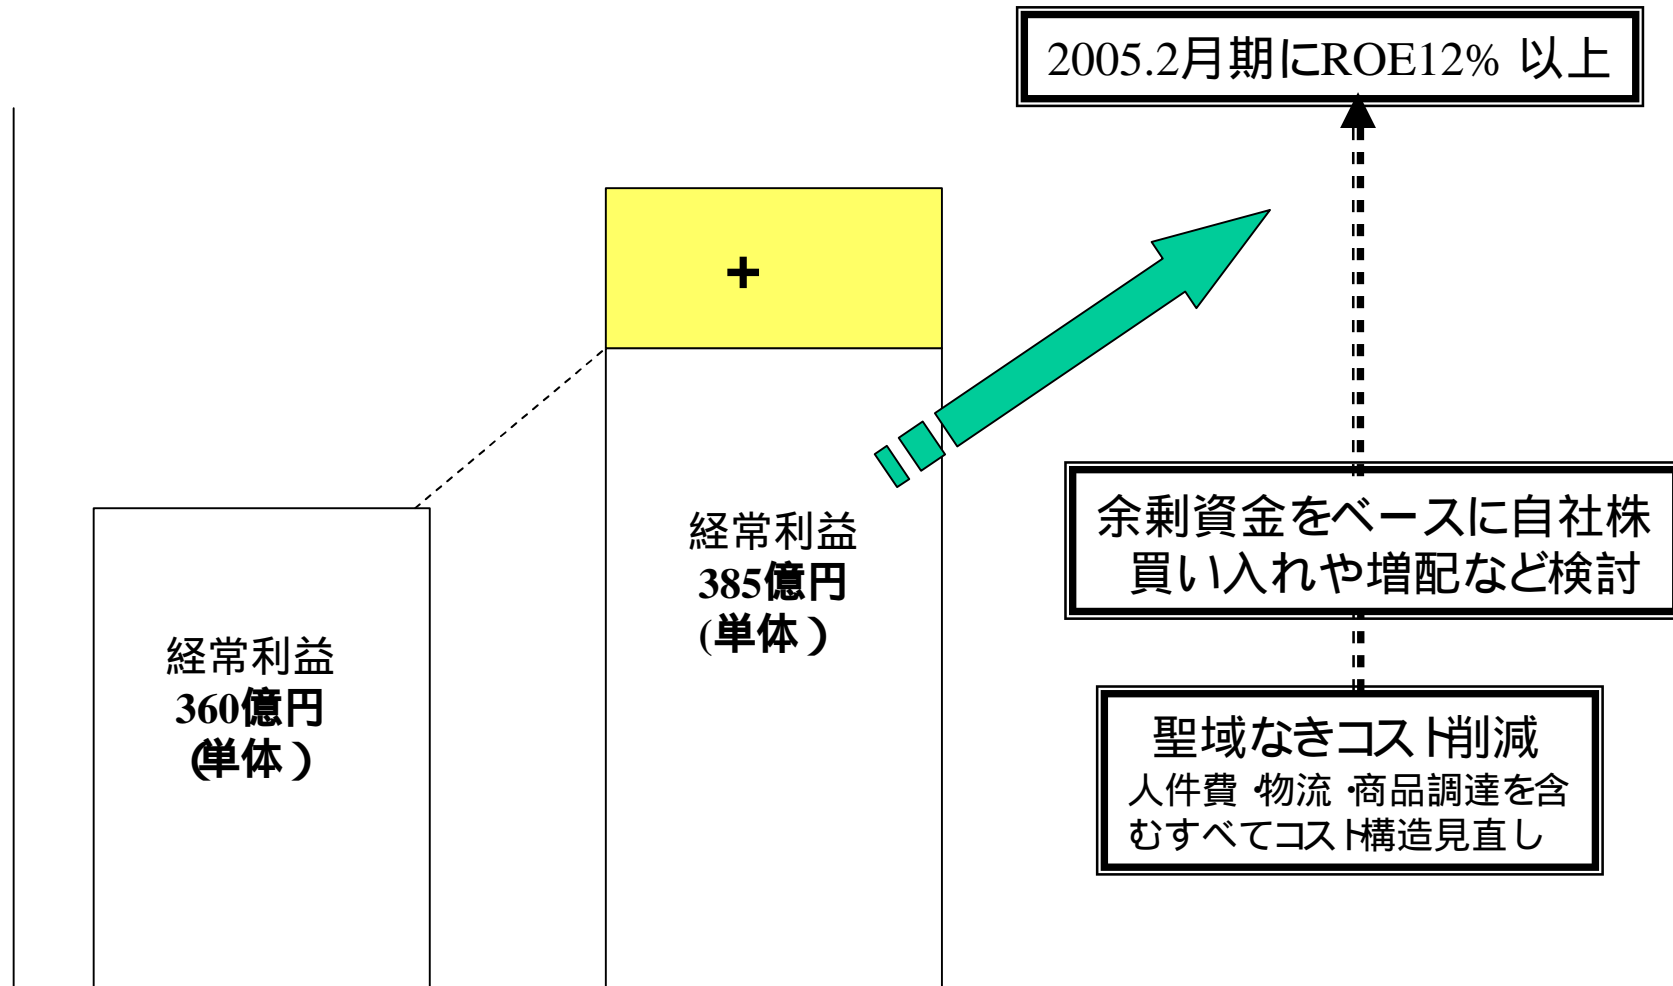 2005.2月期にROE12% 以上
+
経常利益
385億円
(単体)
経常利益
360億円
(単体)
余剰資金をベースに自社株
買い入れや増配など検討
聖域なきコスト削減
人件費・物流・商品調達を含
むすべてコスト構造見直し